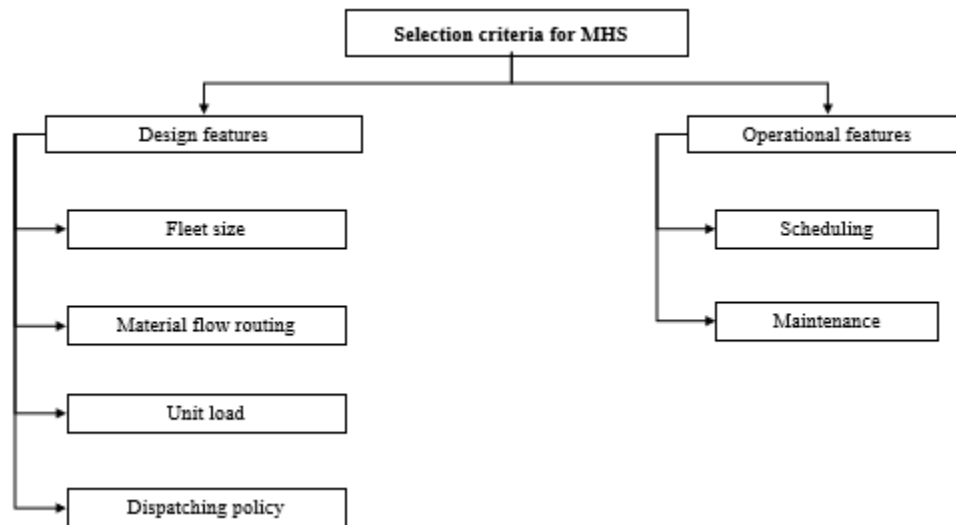 Selection criteria for MHS
Design features
Operational features
Fleet size
Scheduling
Material flow routing
Maintenance
Unit load
Dispatching policy